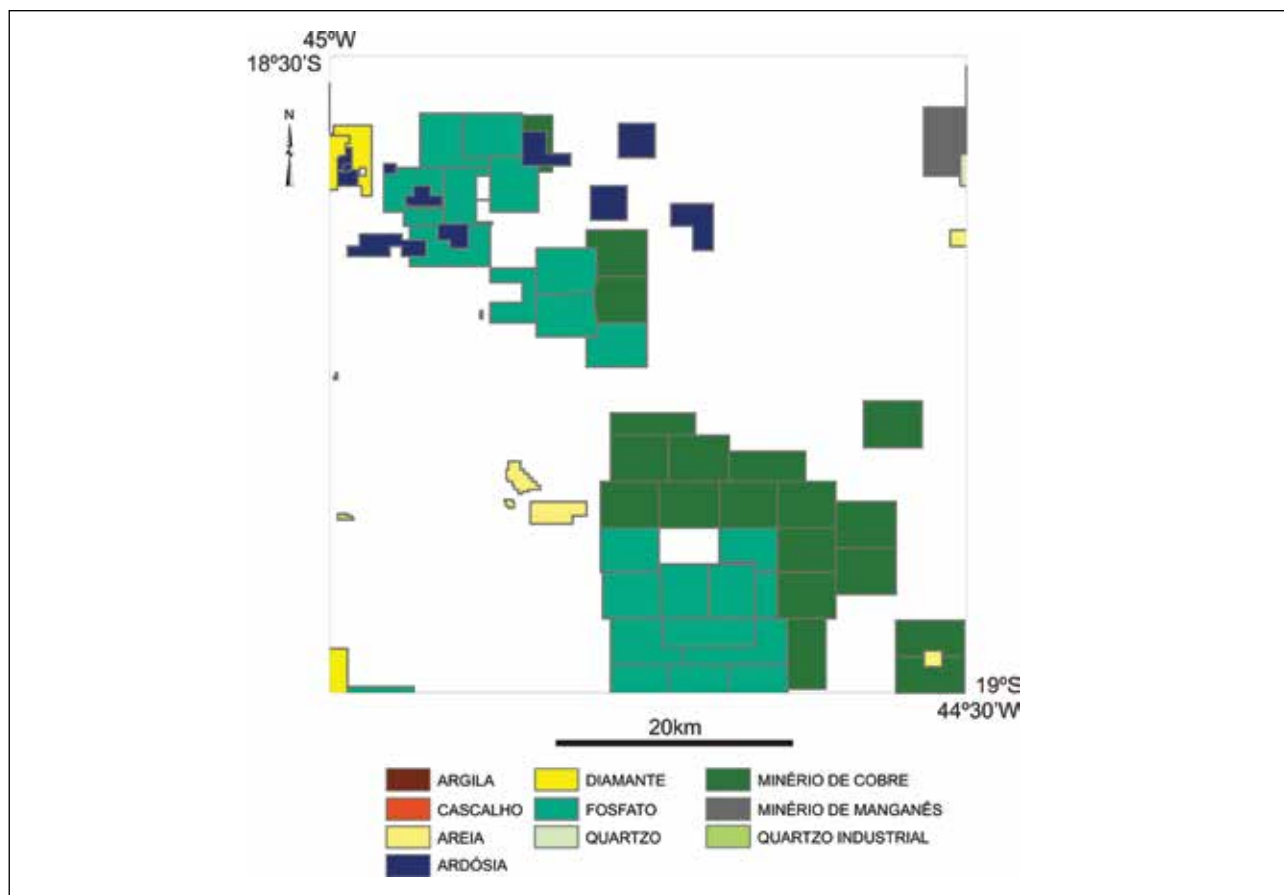 45ºW
18º30'S
N
19ºS
44º30'W
20km
ARGILA
CASCALHO
AREIA
ARDÓSIA
DIAMANTE
FOSFATO
QUARTZO
MINÉRIO DE COBRE
MINÉRIO DE MANGANÊS
QUARTZO INDUSTRIAL